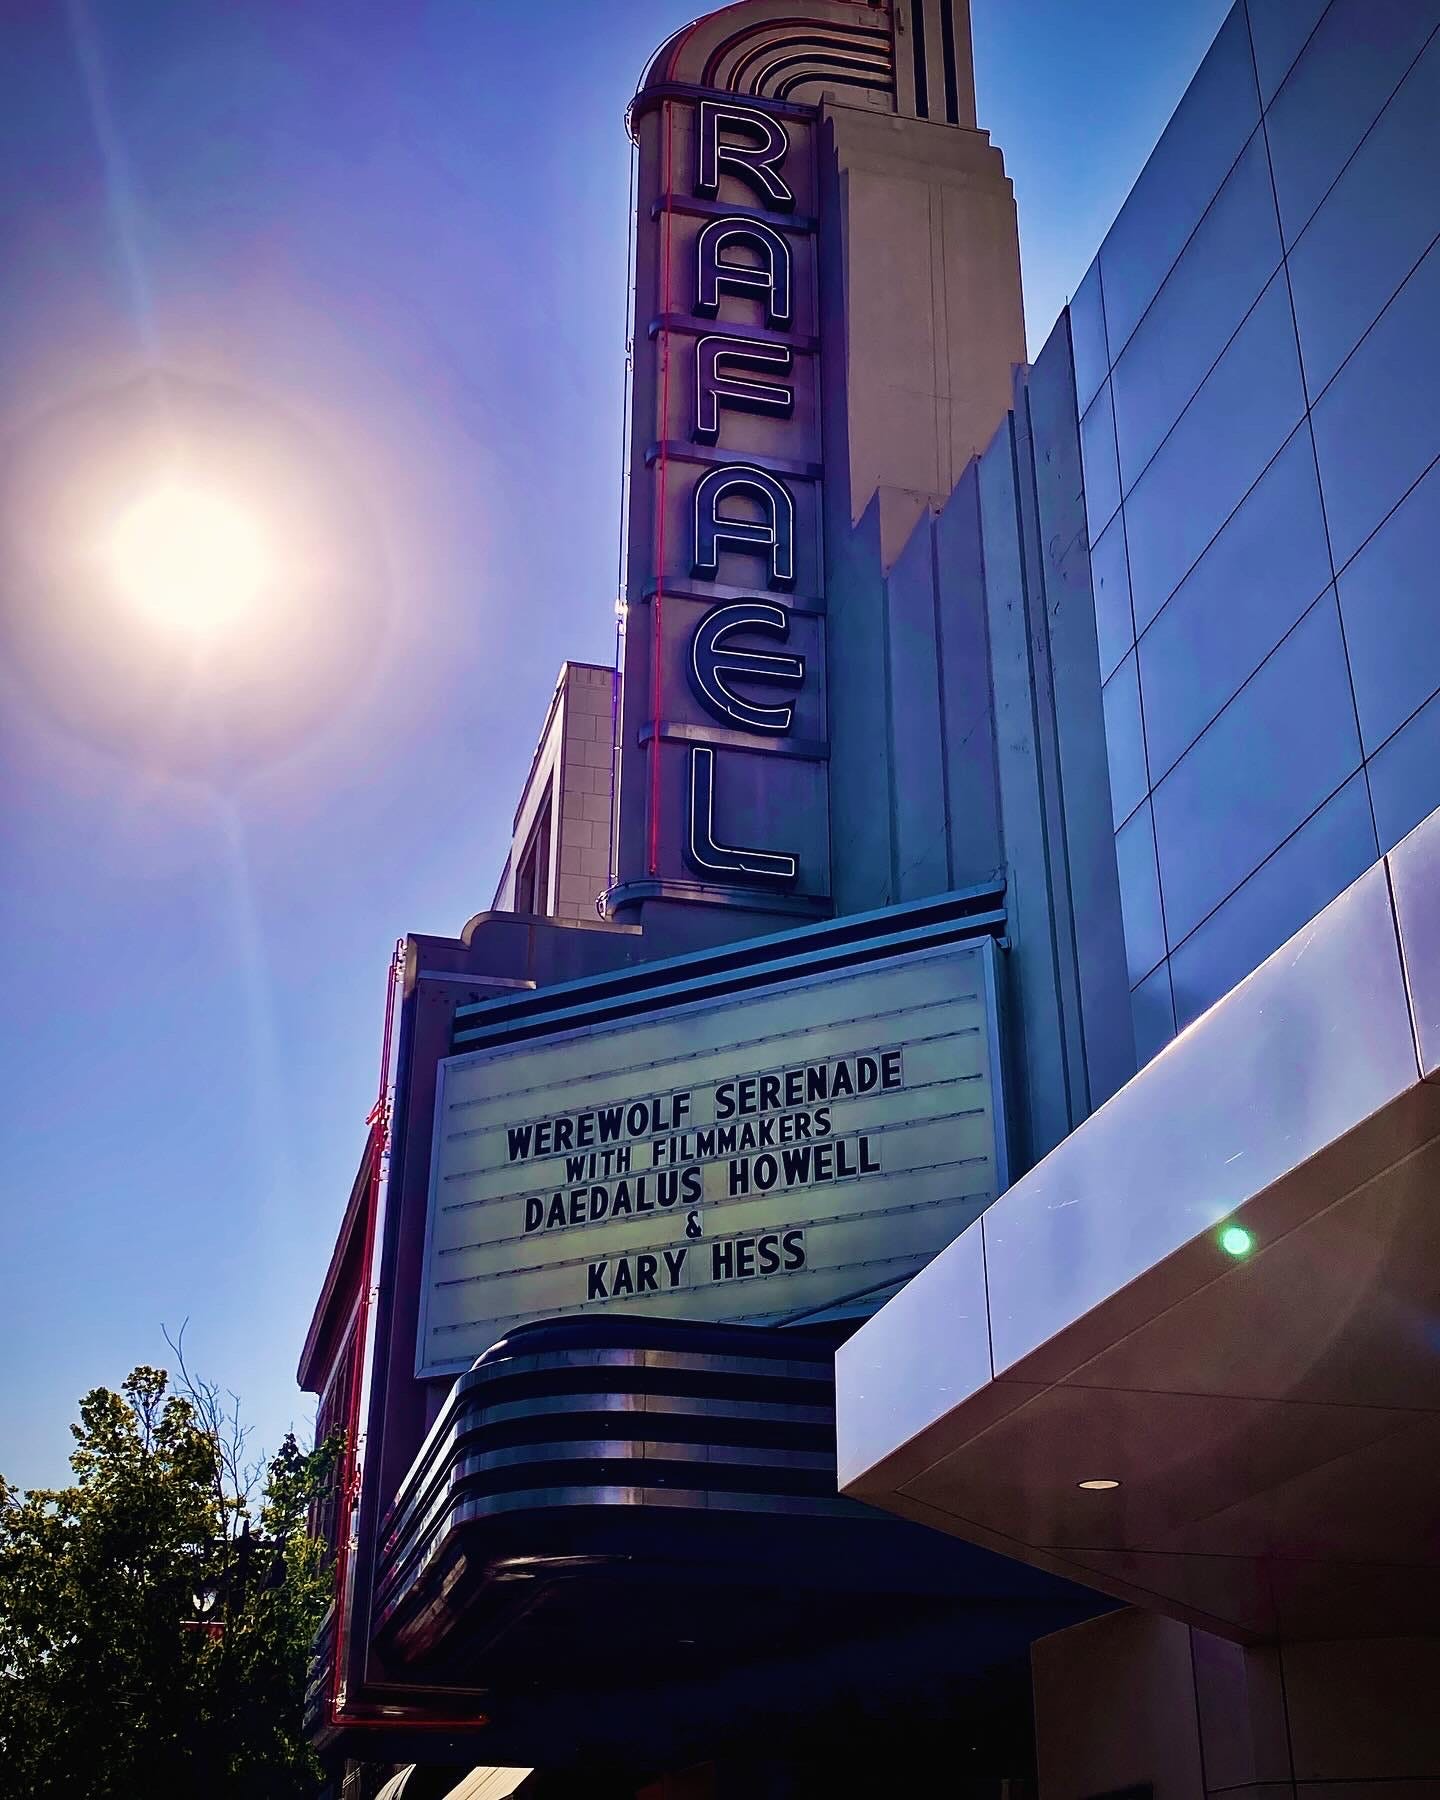 RAFAEL
WEREWOLF SERENADE
WITH FILMMAKERS
DAEDALUS HOWELL
&
KARY HESS